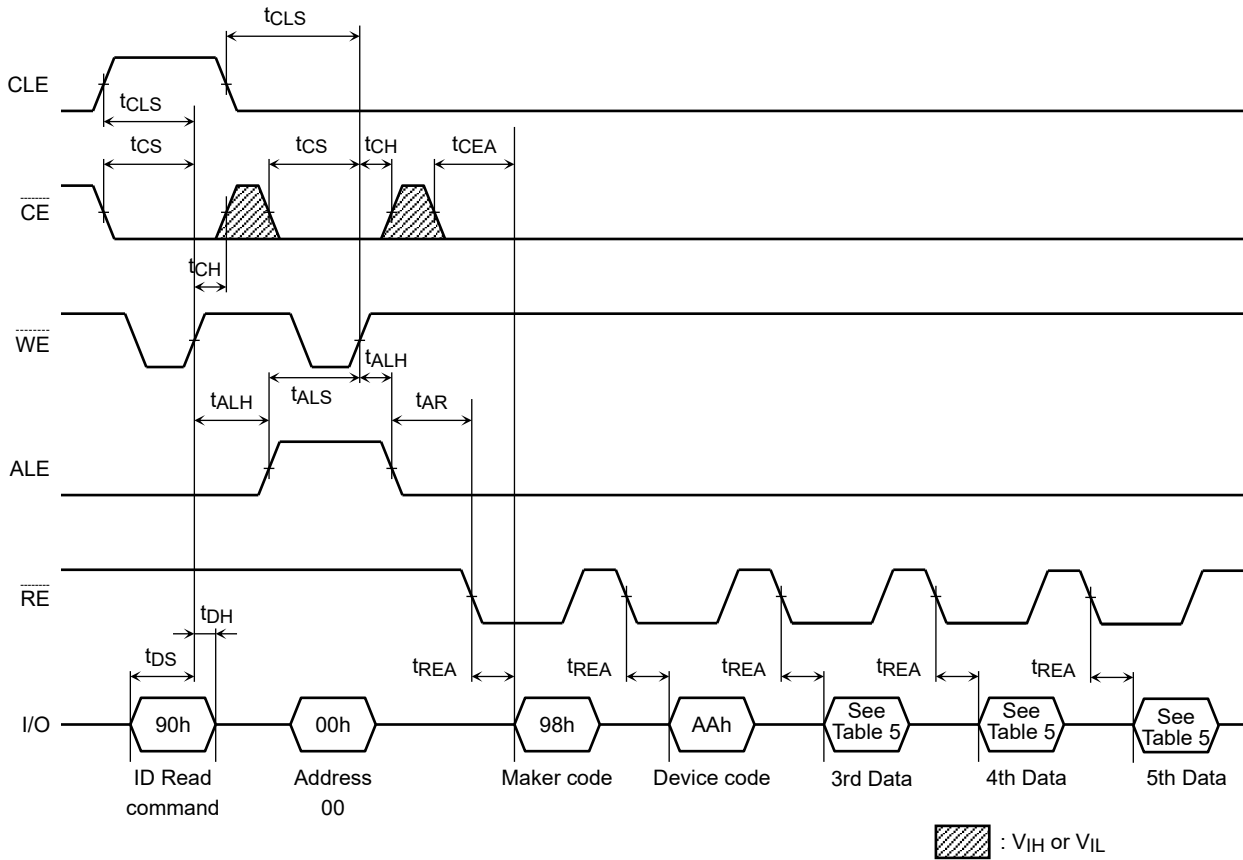 tCLS
CLE
tCLS
tCS tCS tCH tCEA
CE
tCH
WE
tALH
tALH tALS tAR
ALE
RE
tDH
tDS tREA tREA tREA tREA tREA
I/O 90h 00h 98h AAh See Table 5 See Table 5 See Table 5
ID Read command Address 00 Maker code Device code 3rd Data 4th Data 5th Data
: VIH or VIL